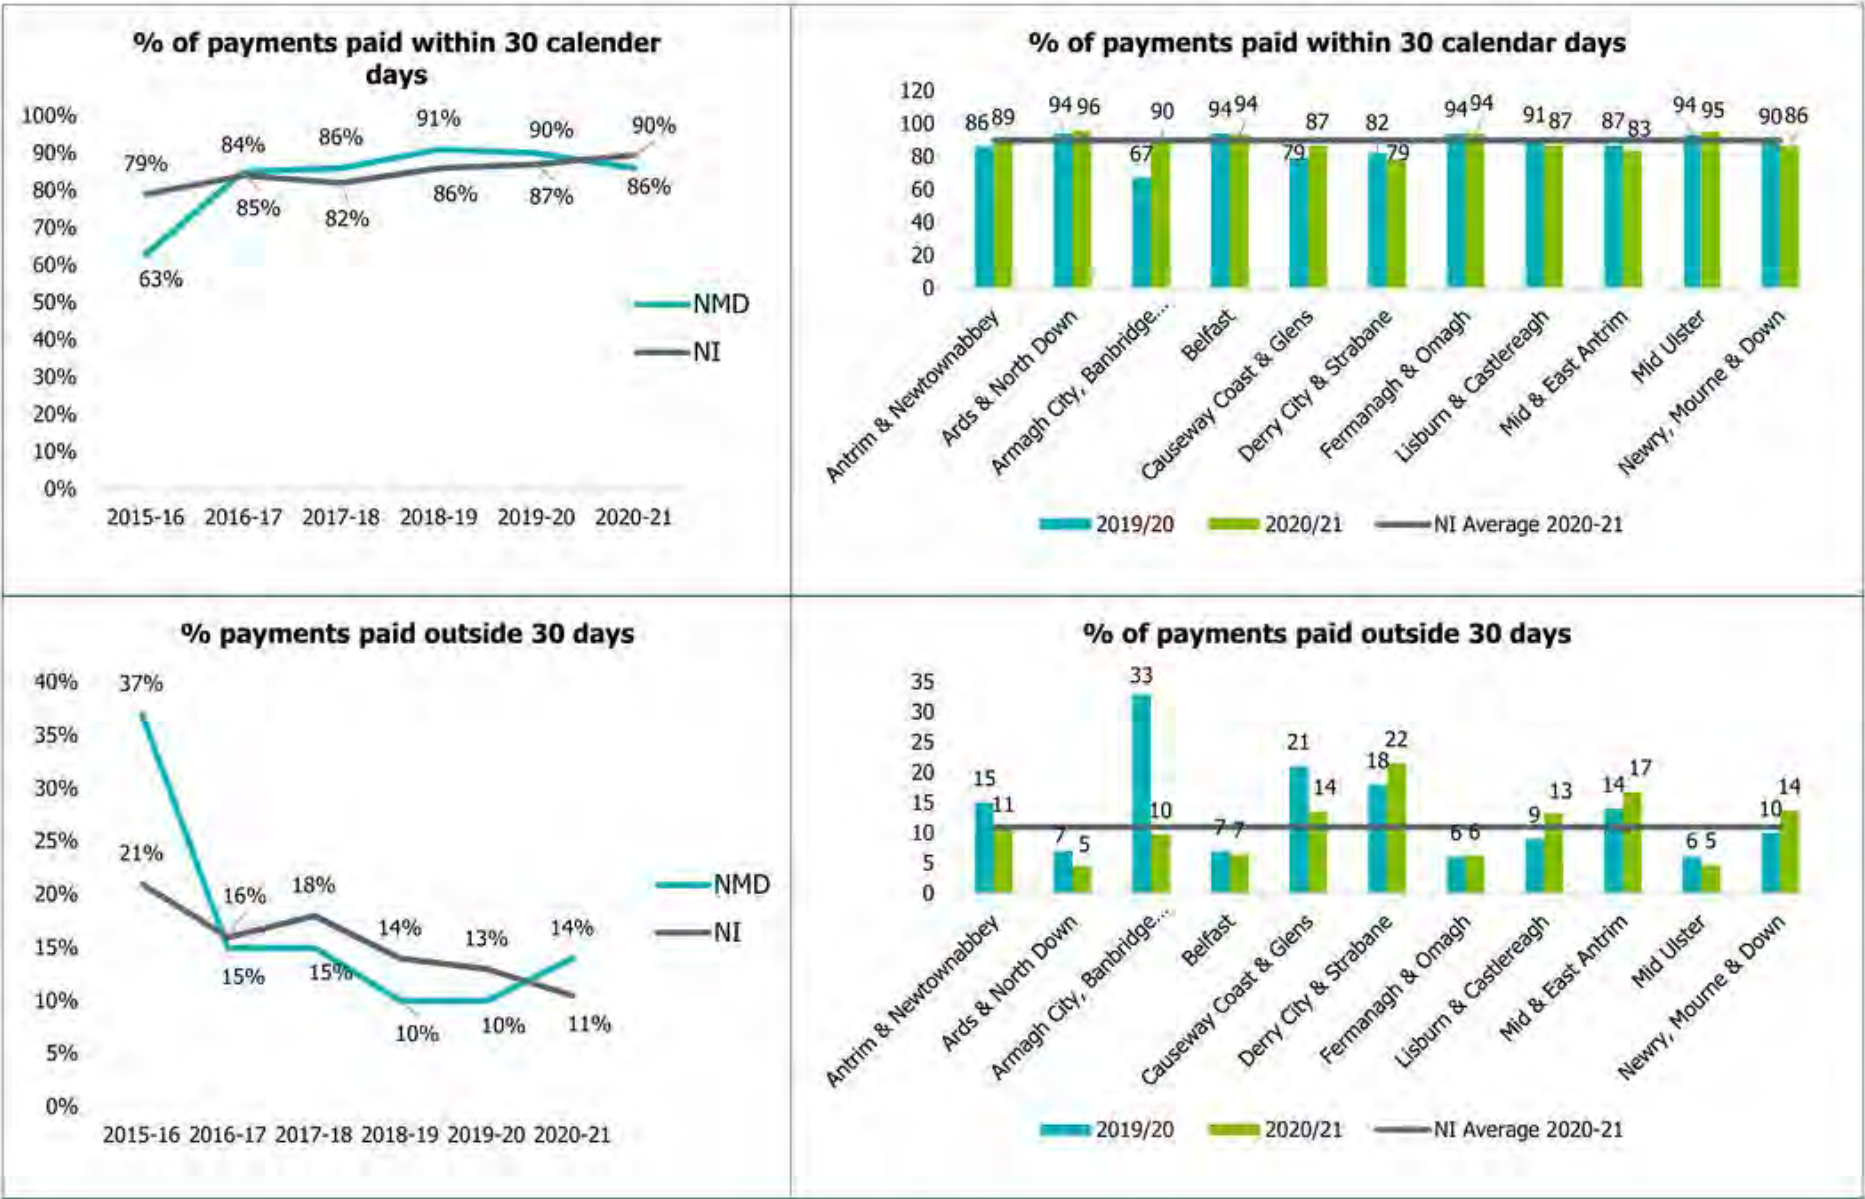 % of payments paid within 30 calender
days
100%
90%
80%
70%
60%
50%
40%
30%
20%
10%
0%
79%
84%
86%
91%
90%
90%
63%
85%
82%
86%
87%
86%
NMD
NI
2015-16 2016-17 2017-18 2018-19 2019-20 2020-21
% of payments paid within 30 calendar days
120
100
80
60
40
20
0
86 89
94 96
67 90
94 94
79 87
82 79
94 94
91 87
87 83
94 95
90 86
Antrim & Newtownabbey
Ards & North Down
Armagh City, Banbridge...
Belfast
Causeway Coast & Glens
Derry City & Strabane
Fermanagh & Omagh
Lisburn & Castlereagh
Mid & East Antrim
Mid Ulster
Newry, Mourne & Down
2019/20 2020/21 NI Average 2020-21
% payments paid outside 30 days
40%
35%
30%
25%
20%
15%
10%
5%
0%
37%
21%
16%
18%
14%
13%
14%
15%
15%
10%
10%
11%
NMD
NI
2015-16 2016-17 2017-18 2018-19 2019-20 2020-21
% of payments paid outside 30 days
35
30
25
20
15
10
5
0
15 11
7 5
33 10
7 7
21 14
18 22
6 6
9 13
14 17
6 5
10 14
Antrim & Newtownabbey
Ards & North Down
Armagh City, Banbridge...
Belfast
Causeway Coast & Glens
Derry City & Strabane
Fermanagh & Omagh
Lisburn & Castlereagh
Mid & East Antrim
Mid Ulster
Newry, Mourne & Down
2019/20 2020/21 NI Average 2020-21